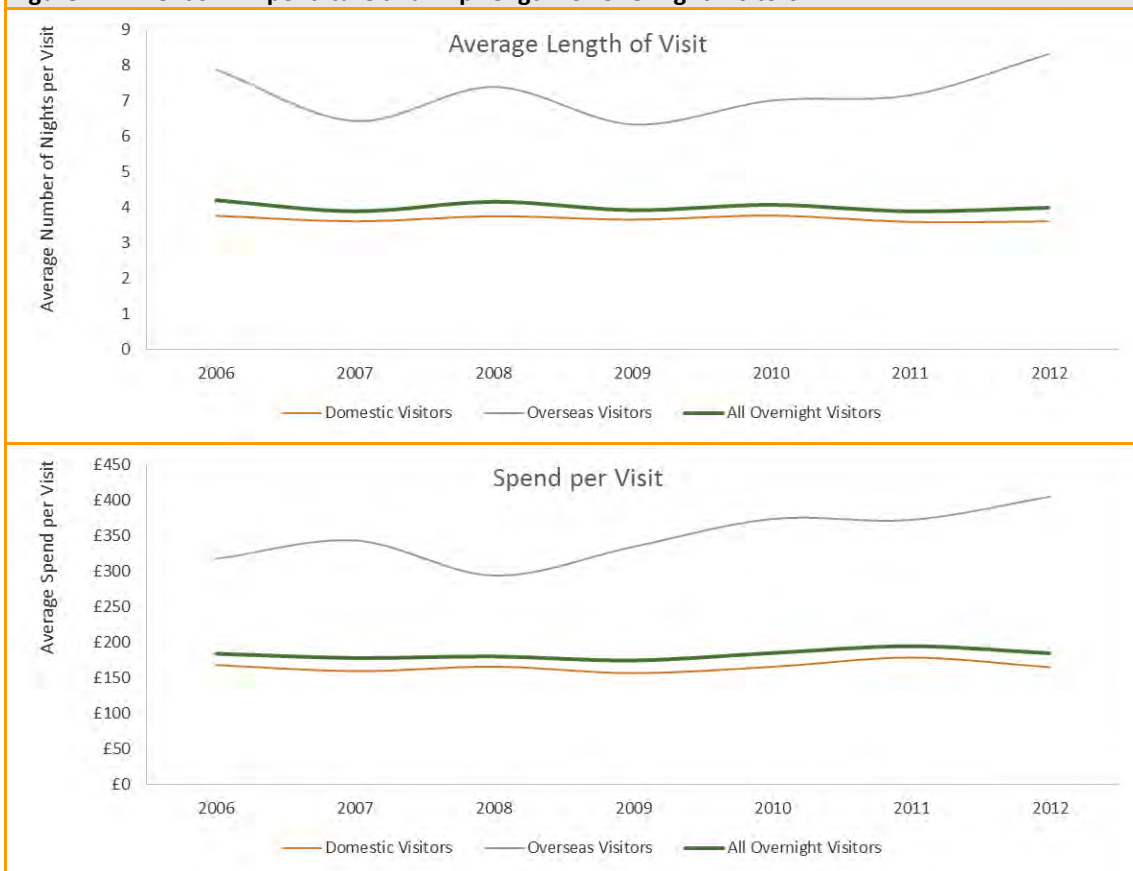 Average Length of Visit
Average Number of Nights per Visit
9
8
7
6
5
4
3
2
1
0
2006 2007 2008 2009 2010 2011 2012
Domestic Visitors Overseas Visitors All Overnight Visitors
Spend per Visit
Average Spend per Visit
£450
£400
£350
£300
£250
£200
£150
£100
£50
£0
2006 2007 2008 2009 2010 2011 2012
Domestic Visitors Overseas Visitors All Overnight Visitors